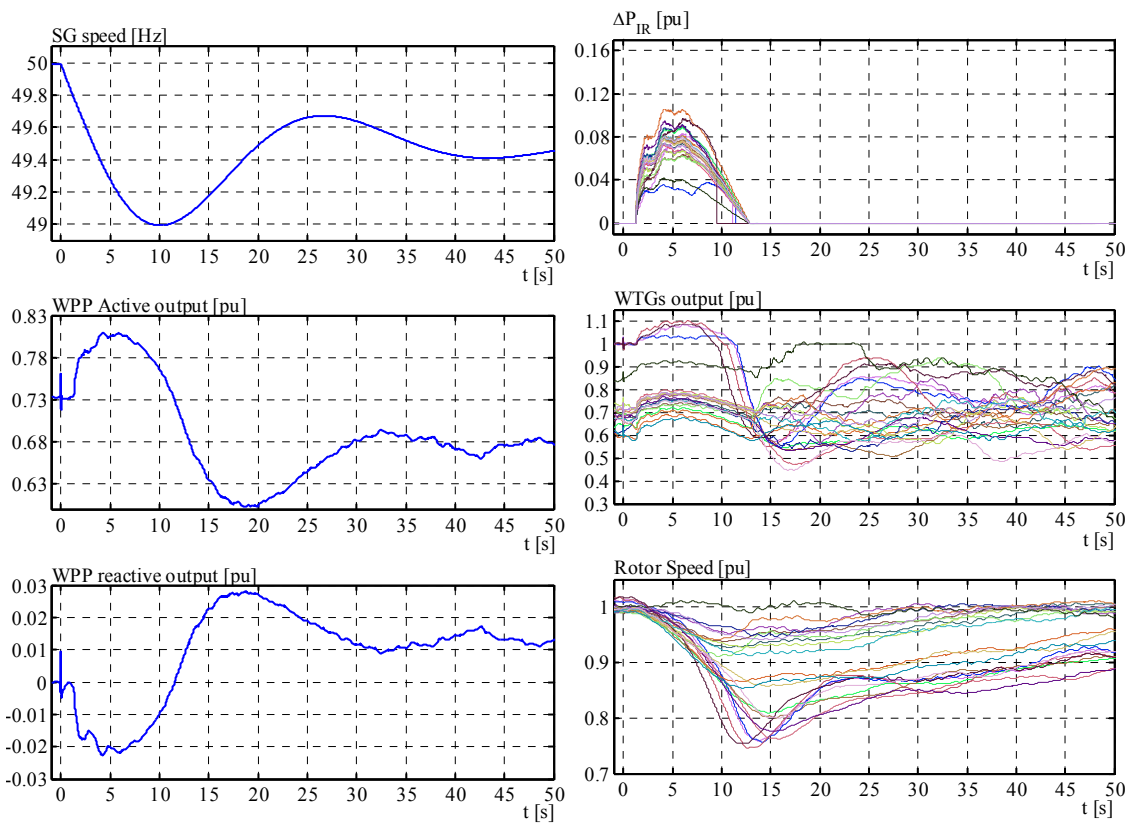 SG speed [Hz]
50
49.8
49.6
49.4
49.2
49
0 5 10 15 20 25 30 35 40 45 50
t [s]
ΔP_IR [pu]
0.16
0.12
0.08
0.04
0
0 5 10 15 20 25 30 35 40 45 50
t [s]
WPP Active output [pu]
0.83
0.78
0.73
0.68
0.63
0 5 10 15 20 25 30 35 40 45 50
t [s]
WTGs output [pu]
1.1
1
0.9
0.8
0.7
0.6
0.5
0.4
0.3
0 5 10 15 20 25 30 35 40 45 50
t [s]
WPP reactive output [pu]
0.03
0.02
0.01
0
-0.01
-0.02
-0.03
0 5 10 15 20 25 30 35 40 45 50
t [s]
Rotor Speed [pu]
1
0.9
0.8
0.7
0 5 10 15 20 25 30 35 40 45 50
t [s]